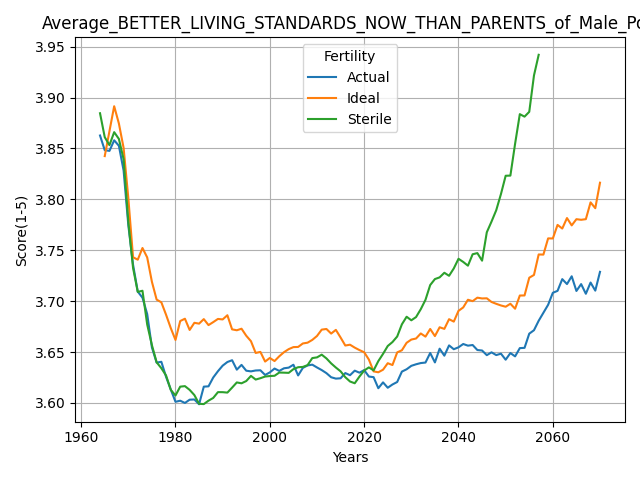 Average_BETTER_LIVING_STANDARDS_NOW_THAN_PARENTS_of_Male_Po
Fertility
Actual
Ideal
Sterile
Score(1-5)
3.95
3.90
3.85
3.80
3.75
3.70
3.65
3.60
1960
1980
2000
2020
2040
2060
Years